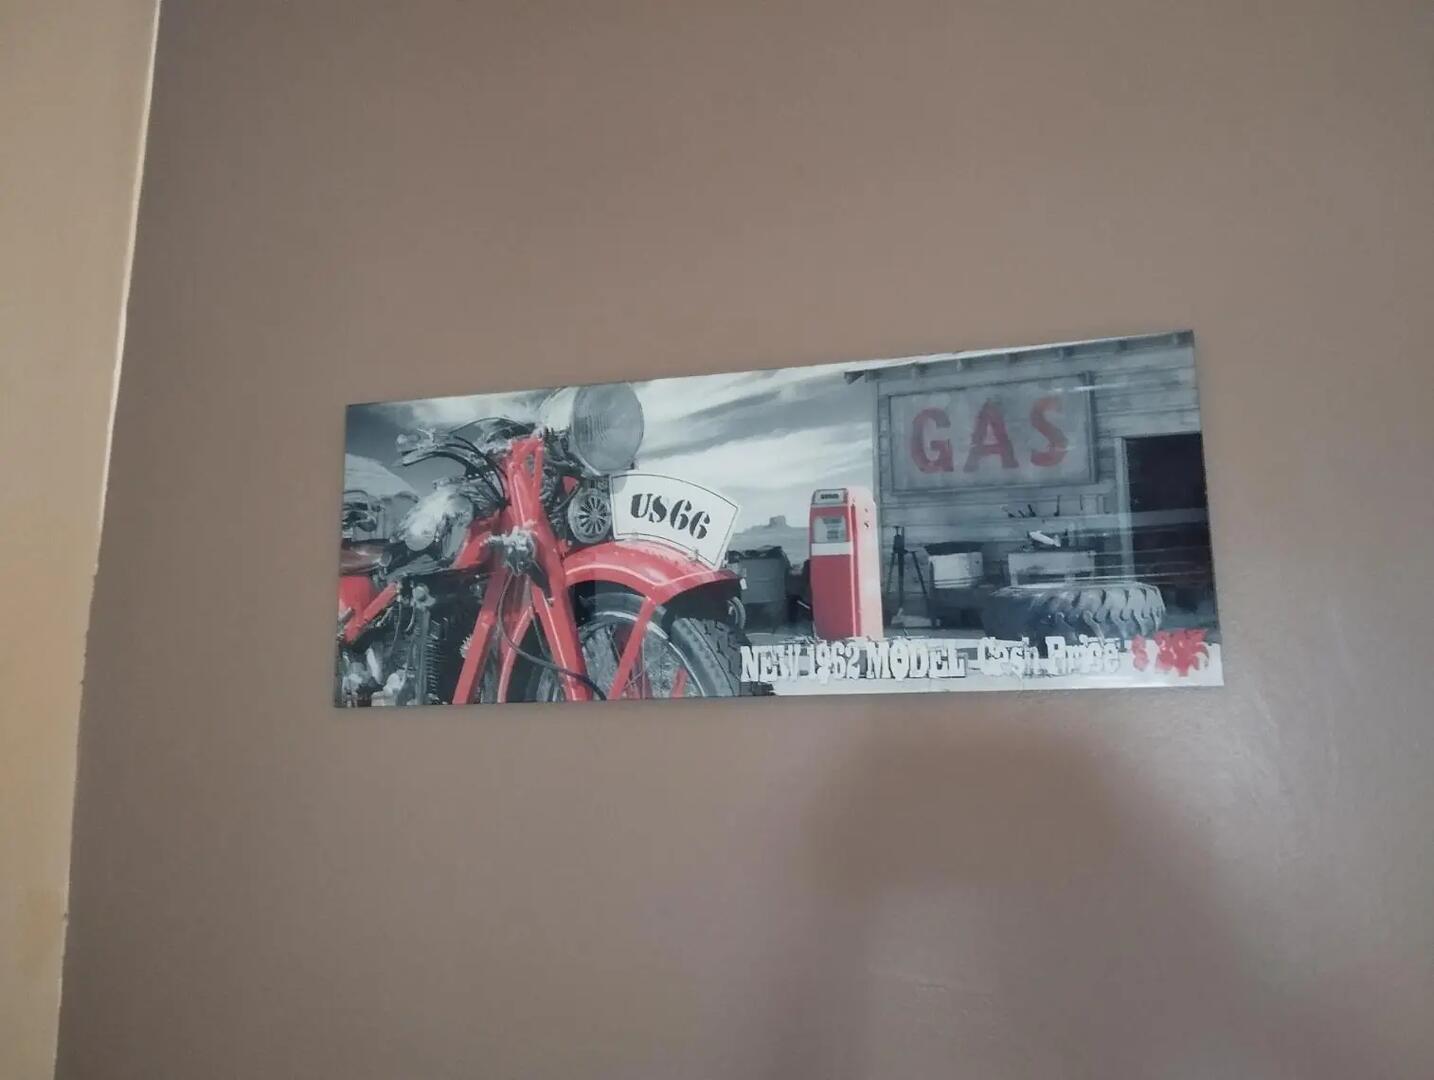 GAS
US66
NEW 1962 MODEL Cash Price